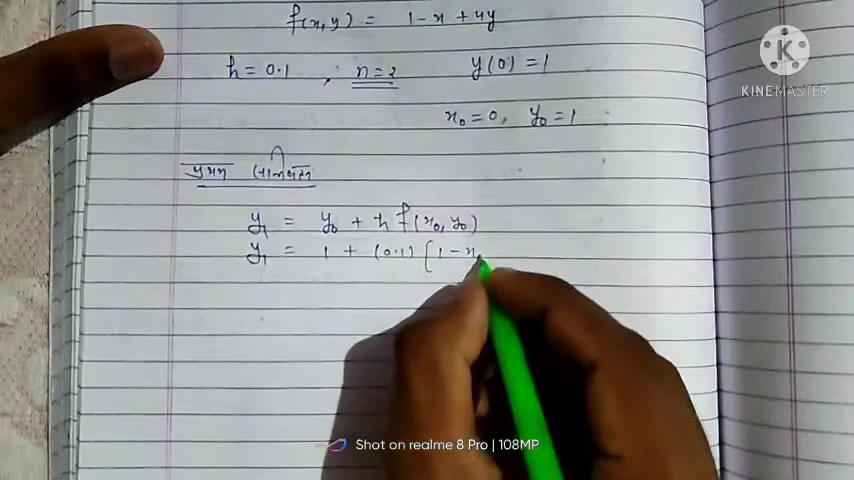 f(x,y) = 1-x+4y
K
KINEMASTER
h = 0.1 , n = 2 y(0) = 1
x₀ = 0, y₀ = 1
प्रथम सन्निकटन
y₁ = y₀ + h f(x₀, y₀)
y₁ = 1 + (0.1) [1-x
Shot on realme 8 Pro | 108MP